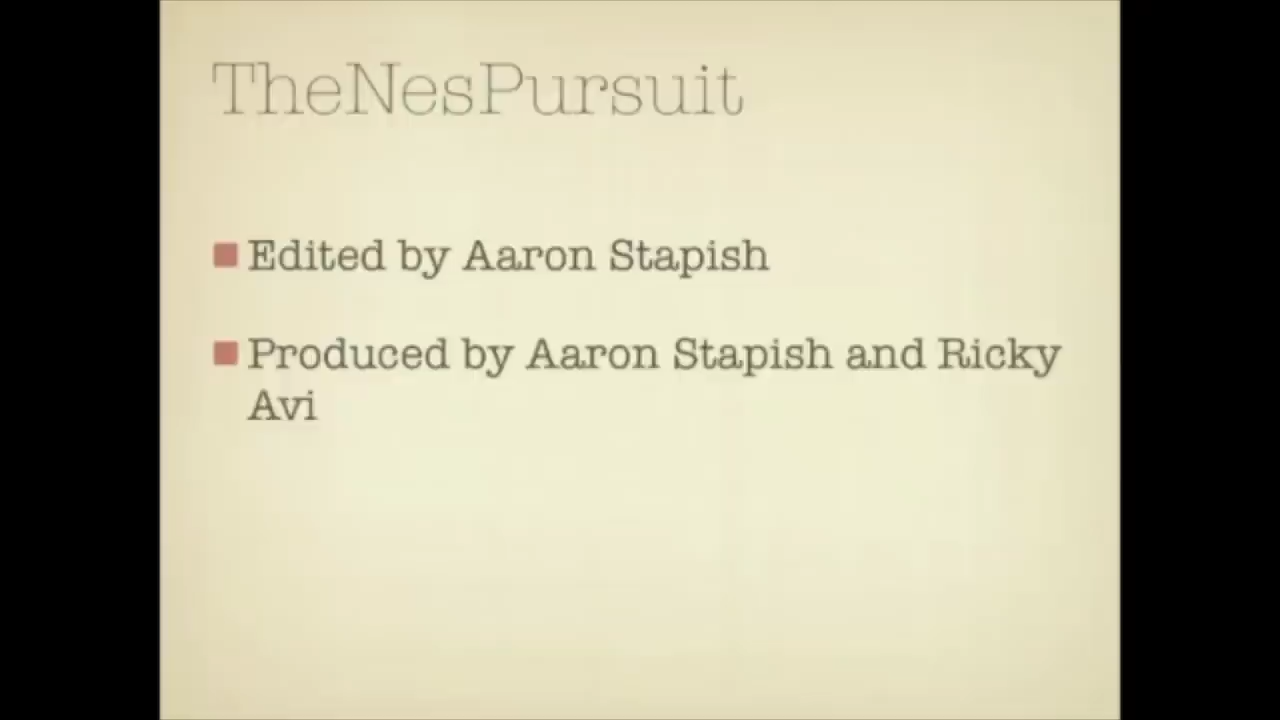 TheNesPursuit
Edited by Aaron Stapish
Produced by Aaron Stapish and Ricky
Avi